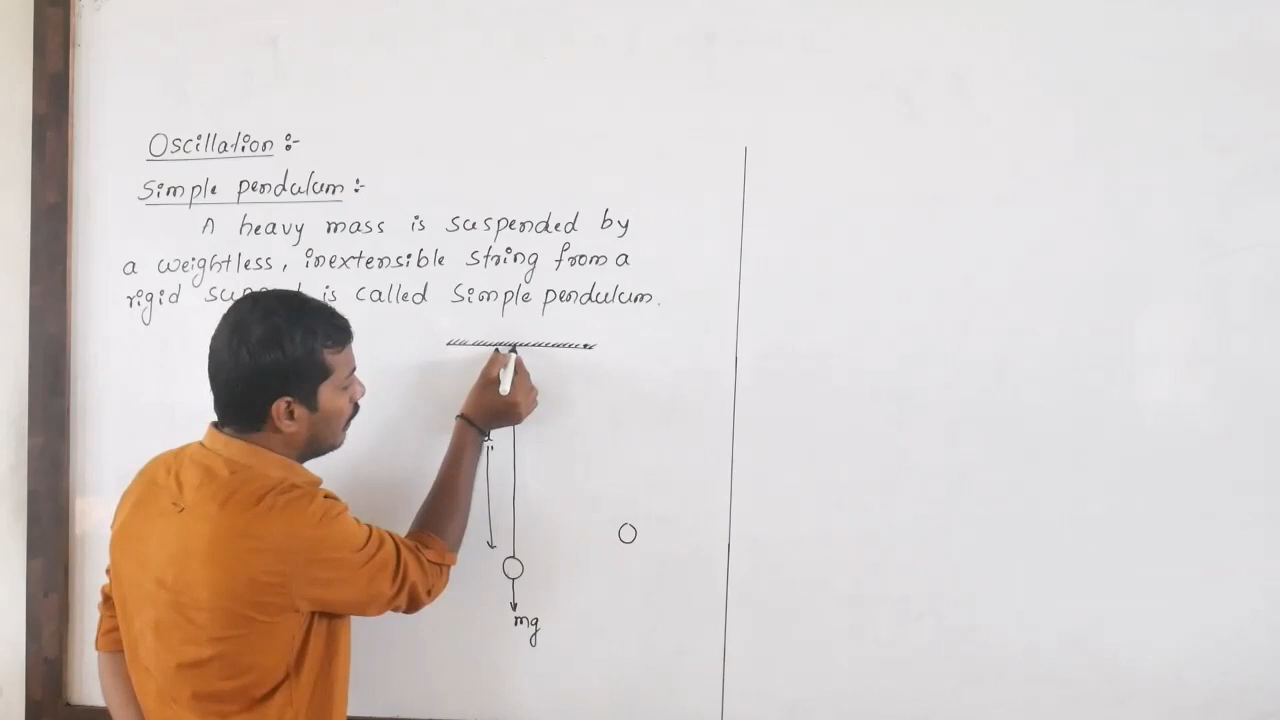 Oscillation :-
Simple pendulum :-
A heavy mass is suspended by
a weightless, inextensible string from a
rigid is called Simple pendulum.
mg